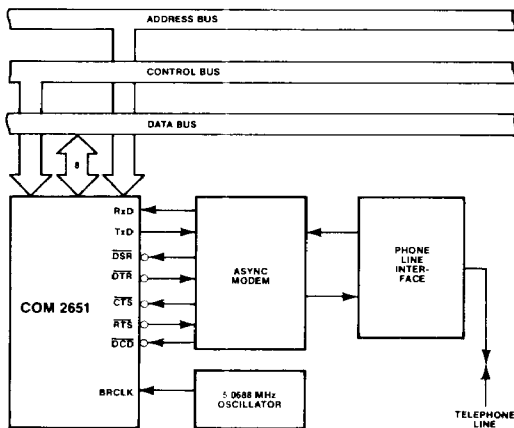 ADDRESS BUS
CONTROL BUS
DATA BUS
8
COM 2651
RxD
TxD
DSR
DTR
CTS
RTS
DCD
BRCLK
ASYNC
MODEM
PHONE
LINE
INTER-
FACE
5.0688 MHz
OSCILLATOR
TELEPHONE
LINE